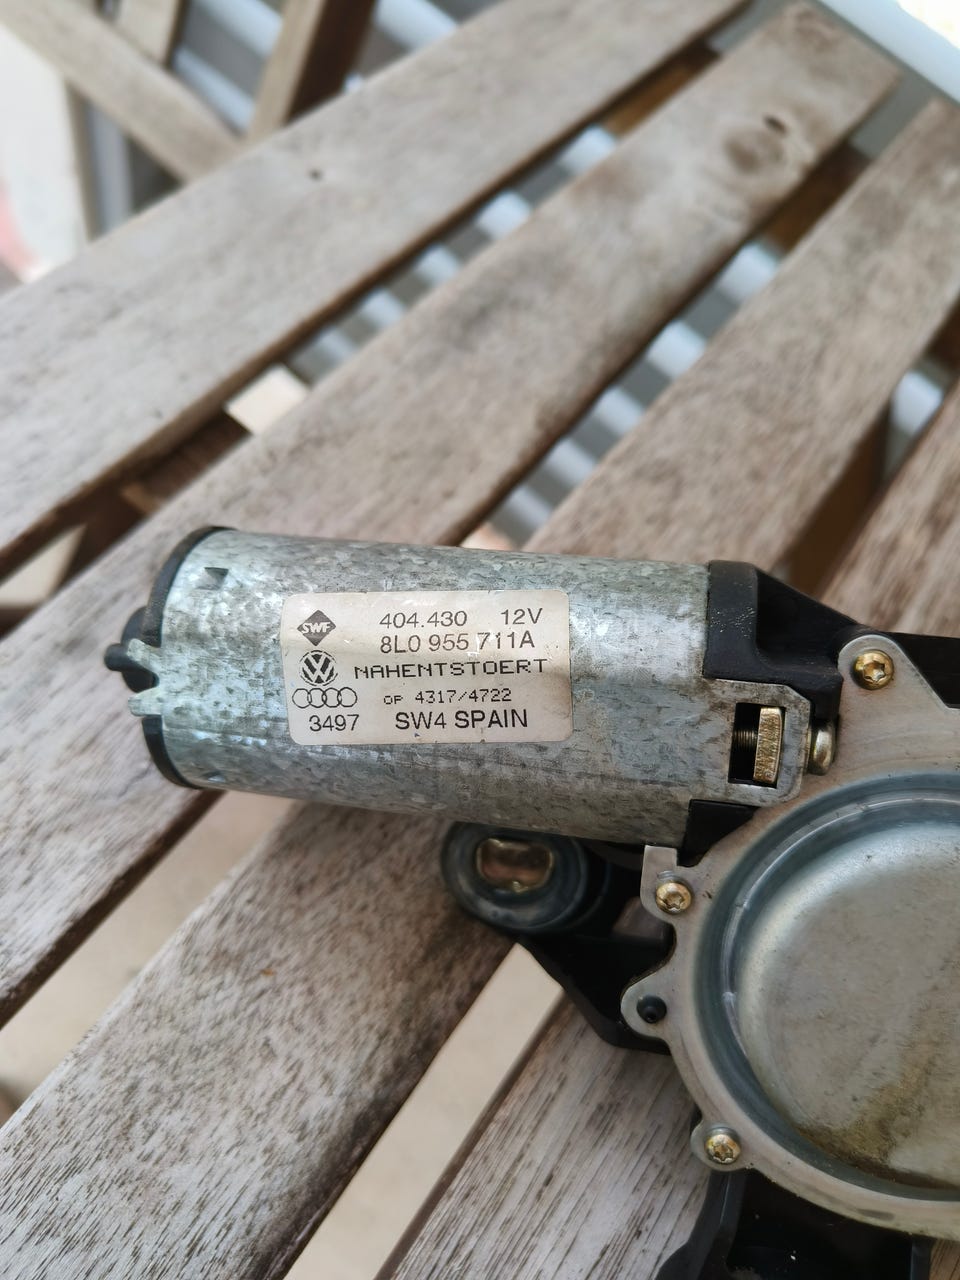 SWF 404.430 12V
8L0 955 711A
NAHENTSTOERT
OP 4317/4722
3497 SW4 SPAIN